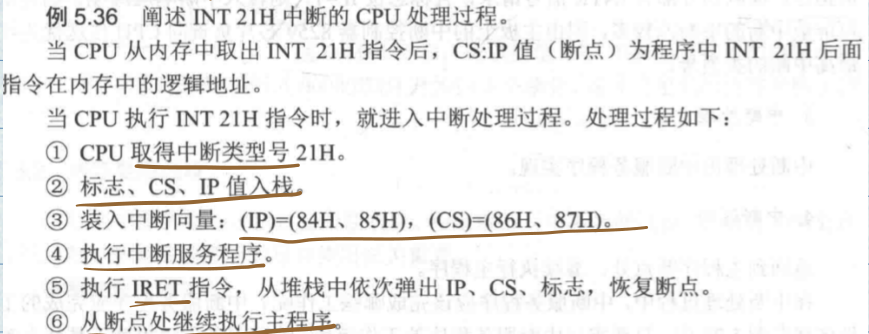 例 5.36 阐述 INT 21H 中断的 CPU 处理过程。
当 CPU 从内存中取出 INT 21H 指令后，CS:IP 值（断点）为程序中 INT 21H 后面
指令在内存中的逻辑地址。
当 CPU 执行 INT 21H 指令时，就进入中断处理过程。处理过程如下：
① CPU 取得中断类型号 21H。
② 标志、CS、IP 值入栈。
③ 装入中断向量：(IP)=(84H、85H)，(CS)=(86H、87H)。
④ 执行中断服务程序。
⑤ 执行 IRET 指令，从堆栈中依次弹出 IP、CS、标志，恢复断点。
⑥ 从断点处继续执行主程序。